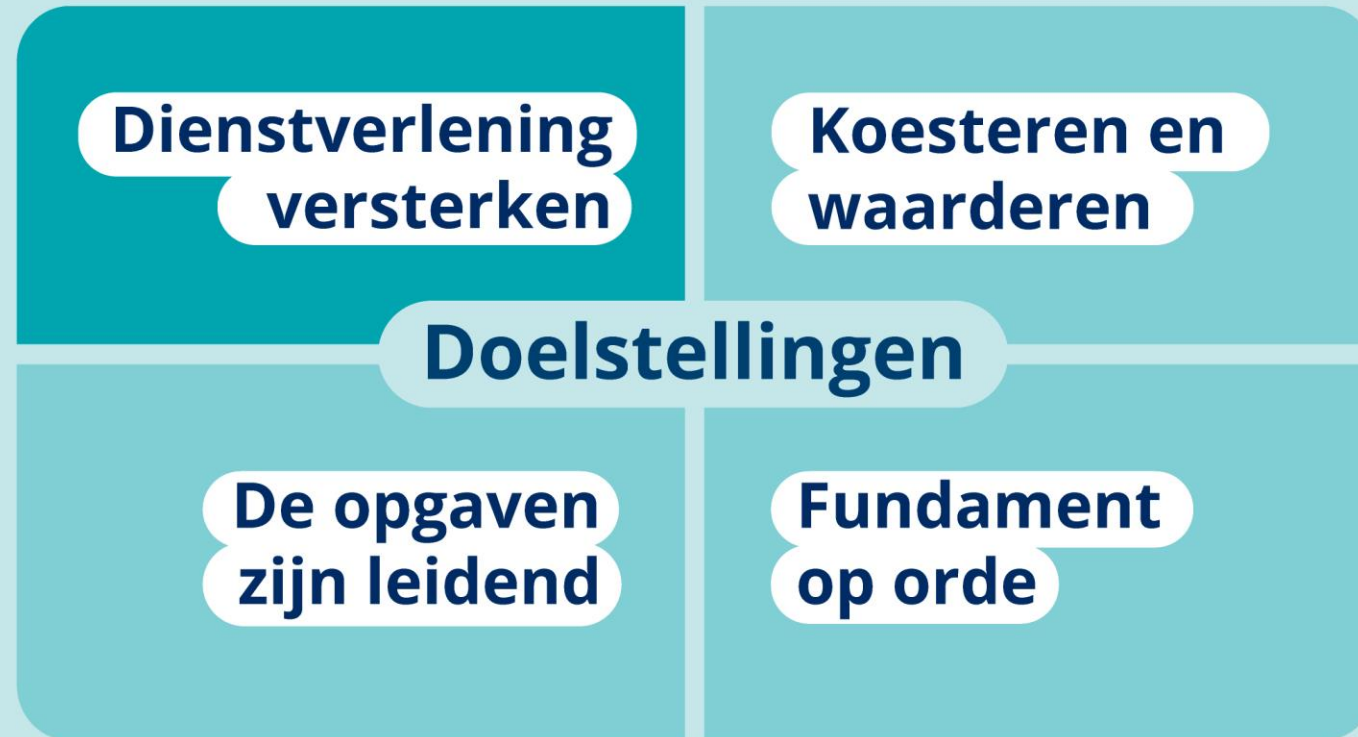 Dienstverlening
versterken
Koesteren en
waarderen
Doelstellingen
De opgaven
zijn leidend
Fundament
op orde